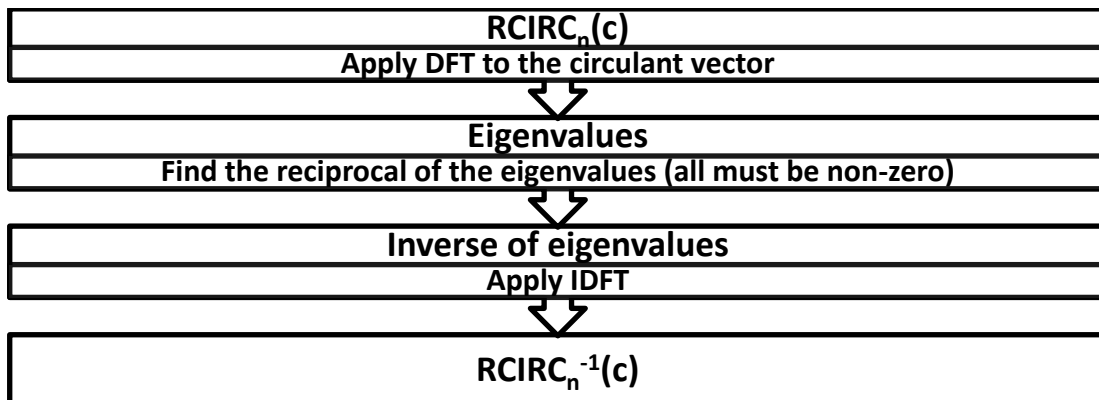 RCIRCₙ(c)
Apply DFT to the circulant vector
Eigenvalues
Find the reciprocal of the eigenvalues (all must be non-zero)
Inverse of eigenvalues
Apply IDFT
RCIRCₙ⁻¹(c)